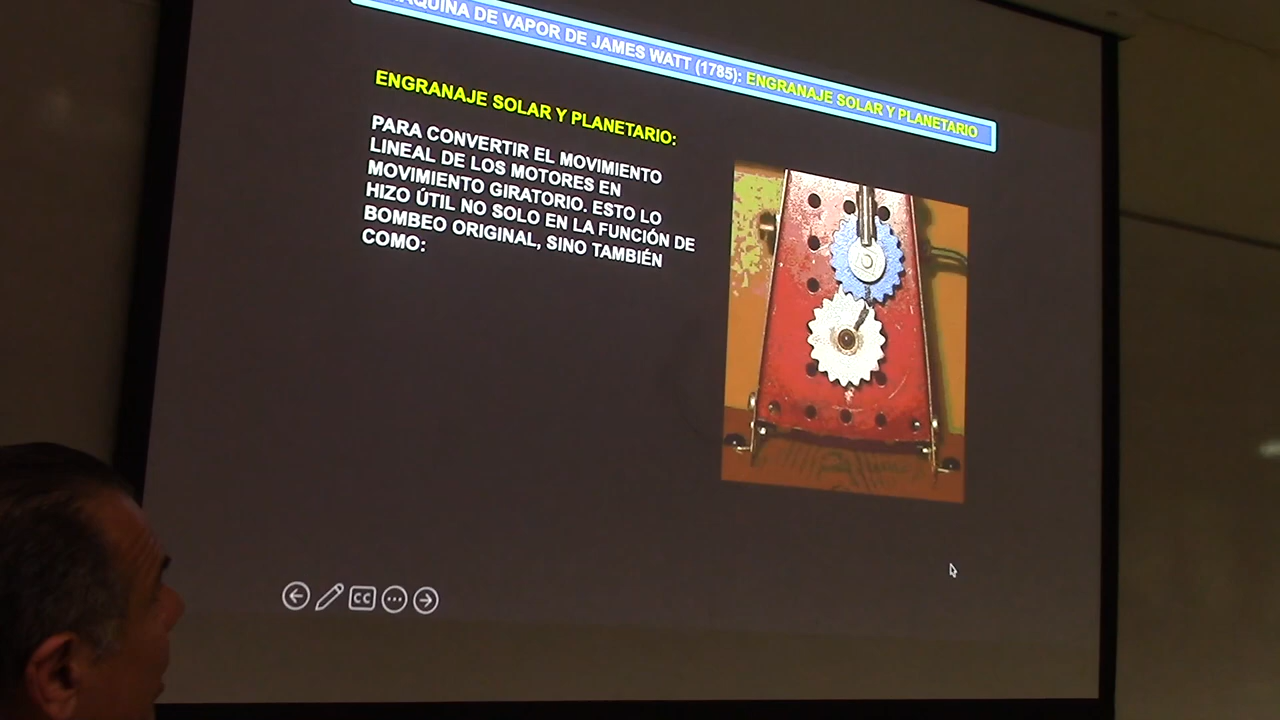 DE VAPOR DE JAMES WATT (1785): ENGRANAJE SOLAR Y PLANETARIO
ENGRANAJE SOLAR Y PLANETARIO:
PARA CONVERTIR EL MOVIMIENTO
LINEAL DE LOS MOTORES EN
MOVIMIENTO GIRATORIO. ESTO LO
HIZO ÚTIL NO SOLO EN LA FUNCIÓN DE
BOMBEO ORIGINAL, SINO TAMBIÉN
COMO:
CC